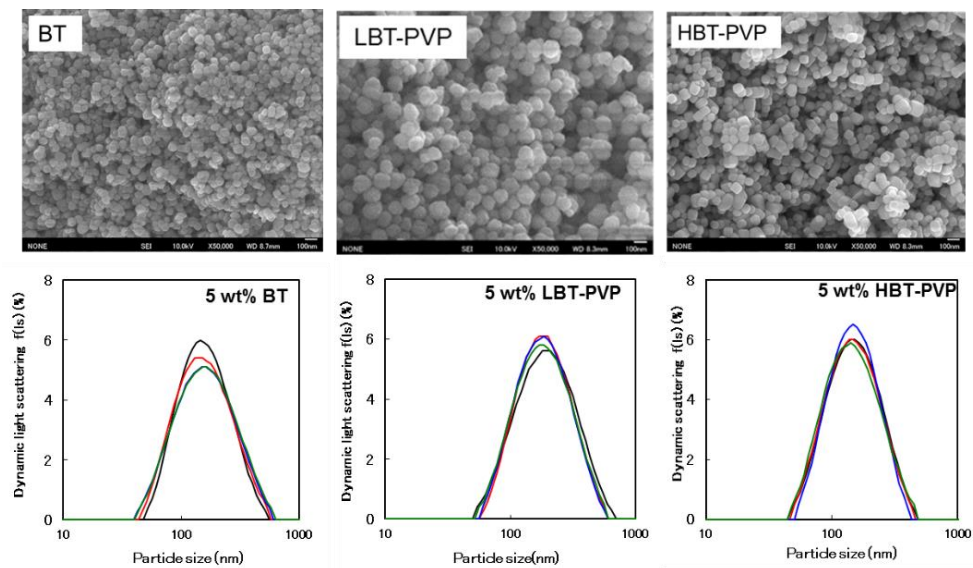 BT
LBT-PVP
HBT-PVP
NONE SEI 10.0kV X50,000 WD 8.7mm 100nm
NONE SEI 10.0kV X50,000 WD 8.3mm 100nm
NONE SEI 10.0kV X50,000 WD 8.3mm 100nm
5 wt% BT
Dynamic light scattering f(Is) (%)
8
6
4
2
0
10 100 1000
Particle size (nm)
5 wt% LBT-PVP
Dynamic light scattering f(Is) (%)
8
6
4
2
0
10 100 1000
Particle size(nm)
5 wt% HBT-PVP
Dynamic scattering f(Is) (%)
8
6
4
2
0
10 100 1000
Particle size (nm)